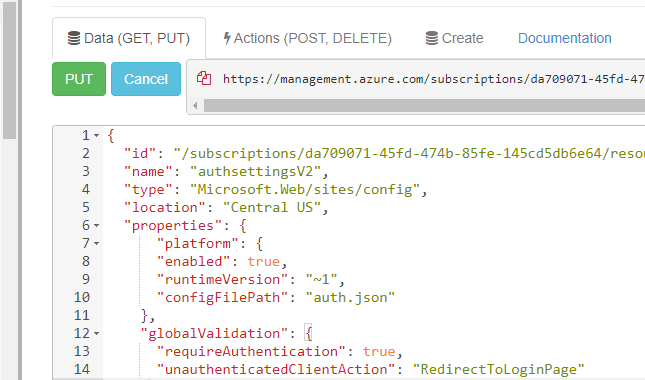 Data (GET, PUT) Actions (POST, DELETE) Create Documentation
PUT Cancel https://management.azure.com/subscriptions/da709071-45fd-47
1 {
2 "id": "/subscriptions/da709071-45fd-474b-85fe-145cd5db6e64/resou
3 "name": "authsettingsV2",
4 "type": "Microsoft.Web/sites/config",
5 "location": "Central US",
6 "properties": {
7 "platform": {
8 "enabled": true,
9 "runtimeVersion": "~1",
10 "configFilePath": "auth.json"
11 },
12 "globalValidation": {
13 "requireAuthentication": true,
14 "unauthenticatedClientAction": "RedirectToLoginPage"